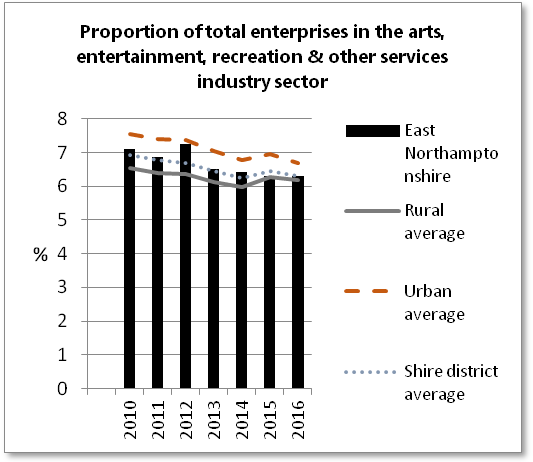 Proportion of total enterprises in the arts,
entertainment, recreation & other services
industry sector
8
7
6
5
4
3
2
1
0
%
2010
2011
2012
2013
2014
2015
2016
East
Northampto
nshire
Rural
average
Urban
average
Shire district
average